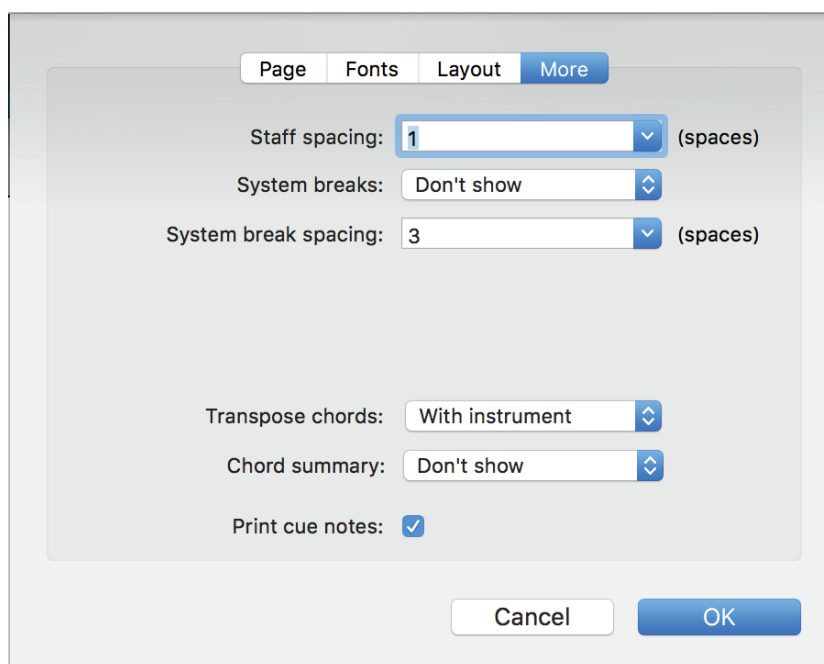 Page Fonts Layout More
Staff spacing: 1 (spaces)
System breaks: Don't show
System break spacing: 3 (spaces)
Transpose chords: With instrument
Chord summary: Don't show
Print cue notes:
Cancel OK